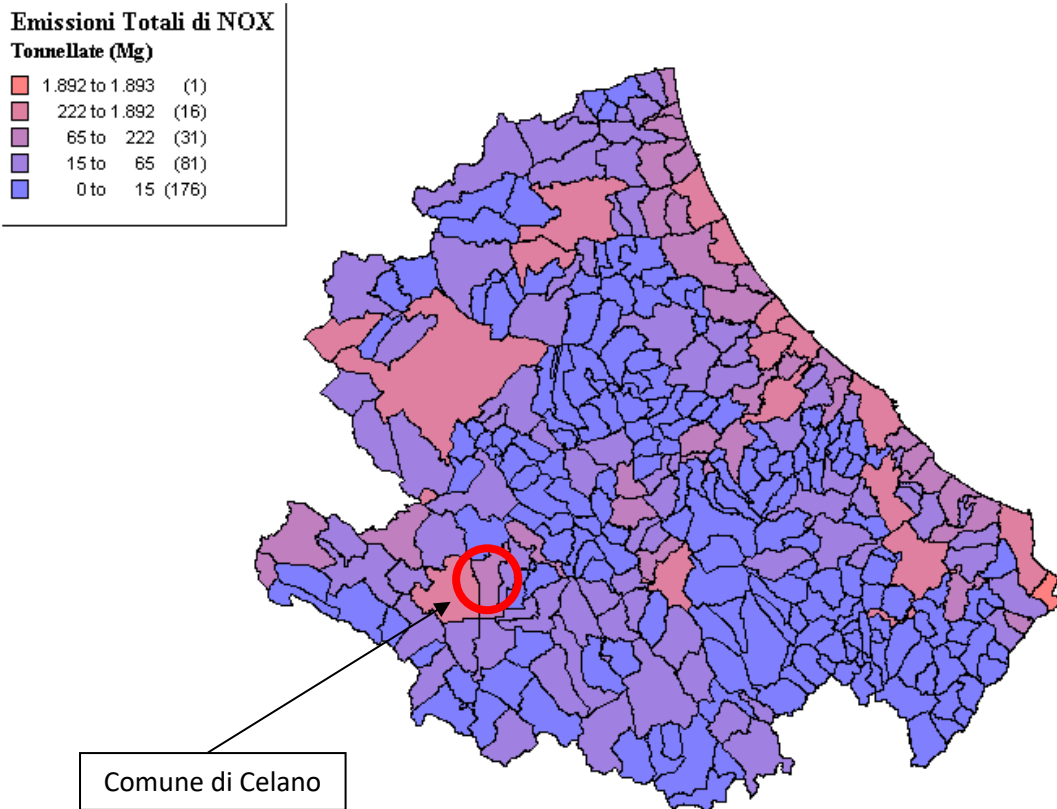 Emissioni Totali di NOX
Tonnellate (Mg)
1.892 to 1.893 (1)
222 to 1.892 (16)
65 to 222 (31)
15 to 65 (81)
0 to 15 (176)
Comune di Celano